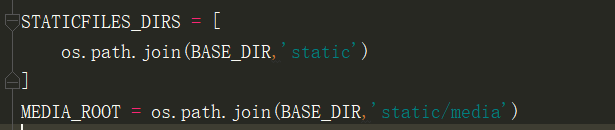 STATICFILES_DIRS = [
    os.path.join(BASE_DIR,'static')
]
MEDIA_ROOT = os.path.join(BASE_DIR,'static/media')